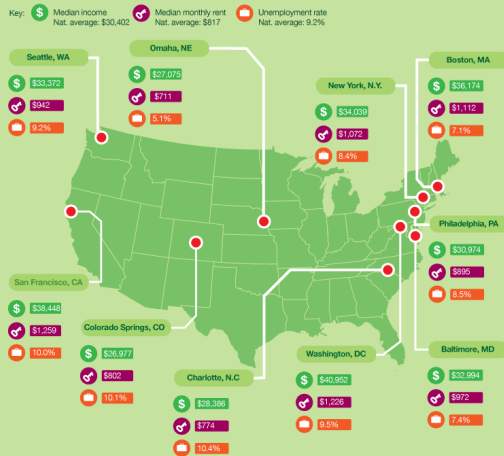 Key:
Median income
Nat. average: $30,402
Median monthly rent
Nat. average: $817
Unemployment rate
Nat. average: 9.2%
Seattle, WA
$33,372
$942
9.2%
Omaha, NE
$27,075
$711
5.1%
New York, N.Y.
$34,039
$1,072
8.4%
Boston, MA
$36,174
$1,112
7.1%
Philadelphia, PA
$30,974
$895
8.5%
San Francisco, CA
$38,448
$1,259
10.0%
Colorado Springs, CO
$26,977
$802
10.1%
Charlotte, N.C
$28,386
$774
10.4%
Washington, DC
$40,952
$1,226
9.5%
Baltimore, MD
$32,994
$972
7.4%